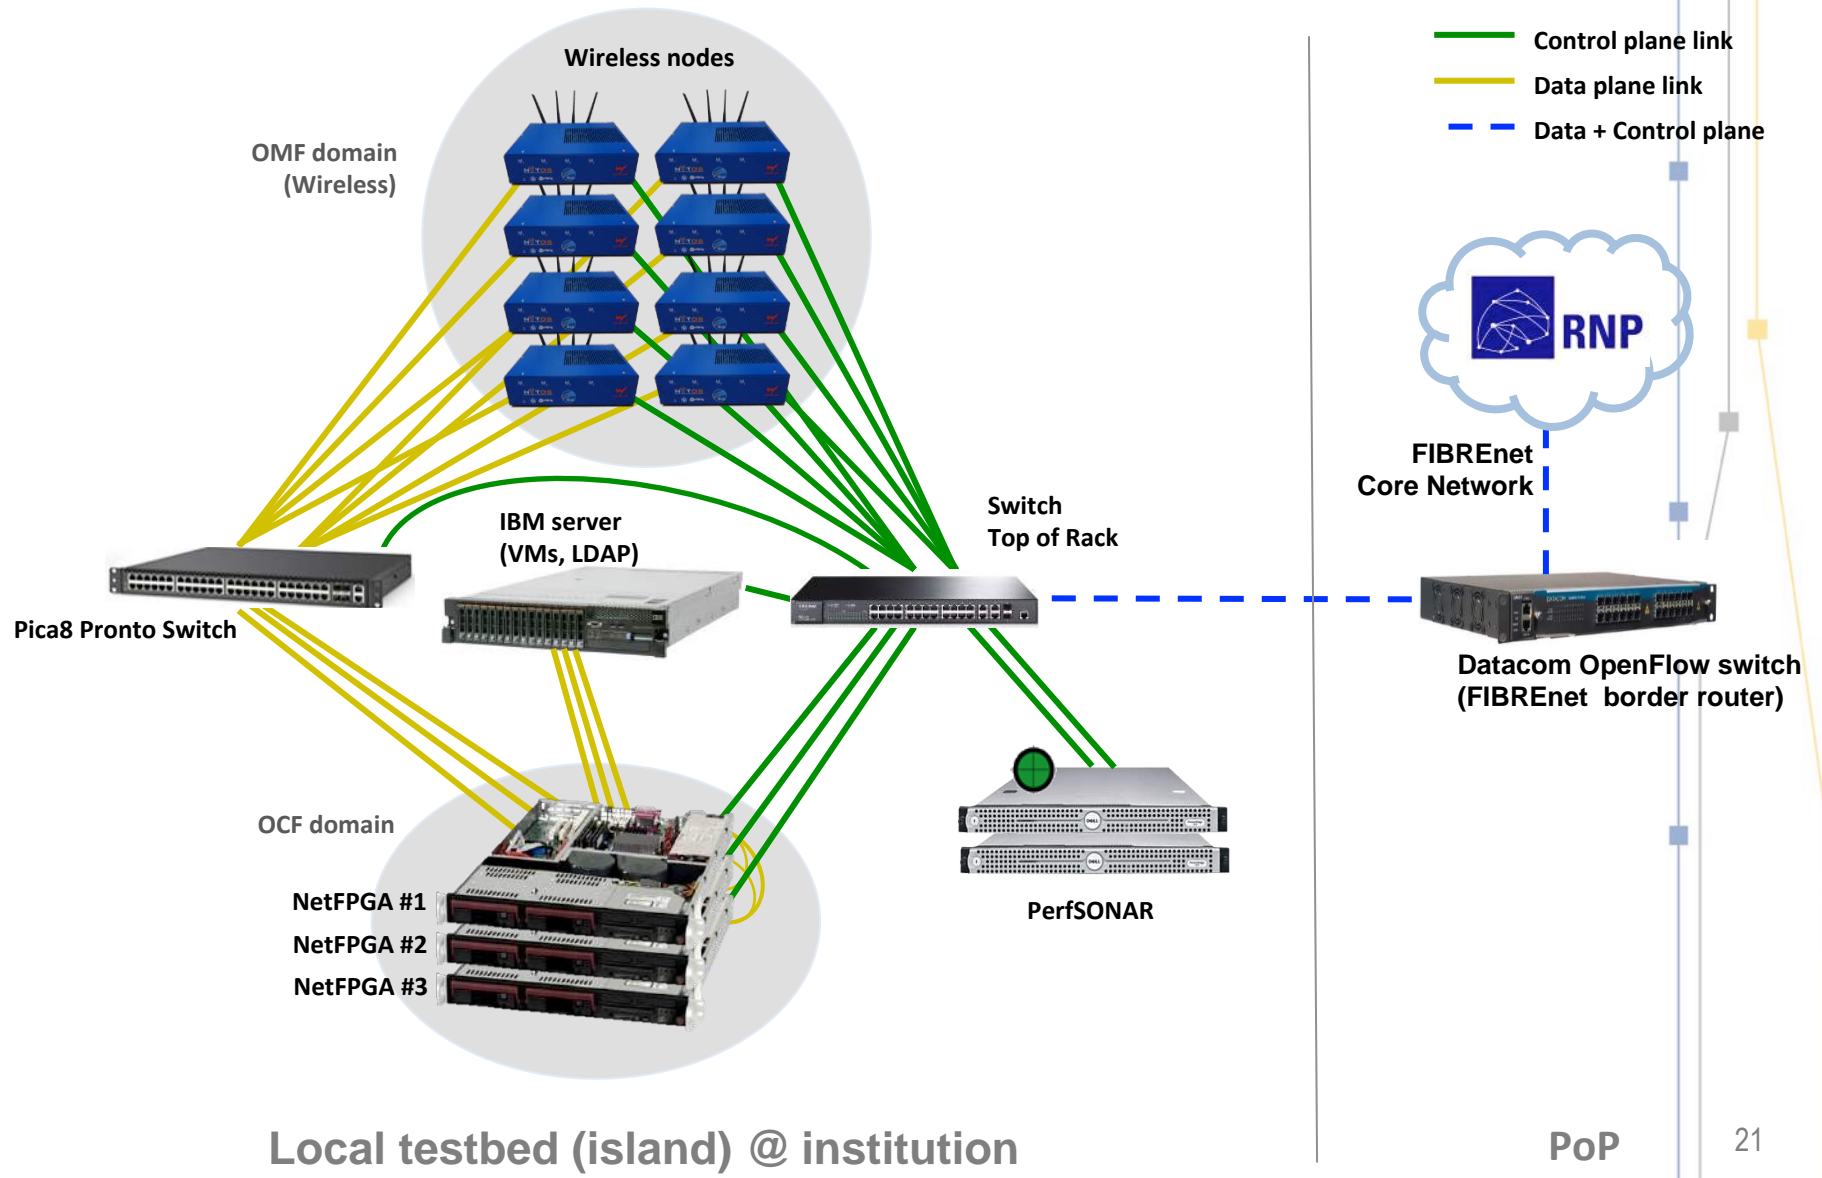 Wireless nodes
OMF domain
(Wireless)
Control plane link
Data plane link
Data + Control plane
RNP
FIBREnet
Core Network
IBM server
(VMs, LDAP)
Switch
Top of Rack
Pica8 Pronto Switch
Datacom OpenFlow switch
(FIBREnet  border router)
OCF domain
NetFPGA #1
NetFPGA #2
NetFPGA #3
PerfSONAR
Local testbed (island) @ institution
PoP
21